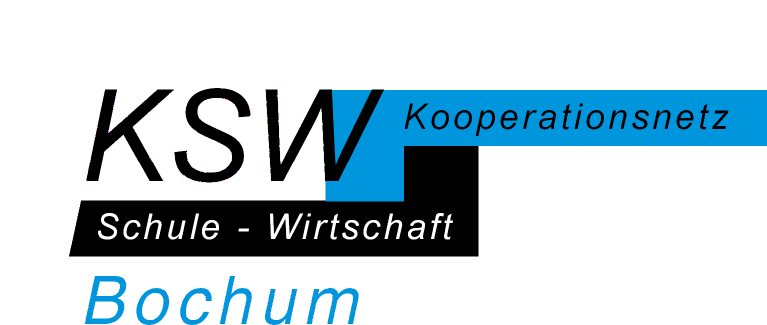 KSW
Kooperationsnetz
Schule - Wirtschaft
Bochum